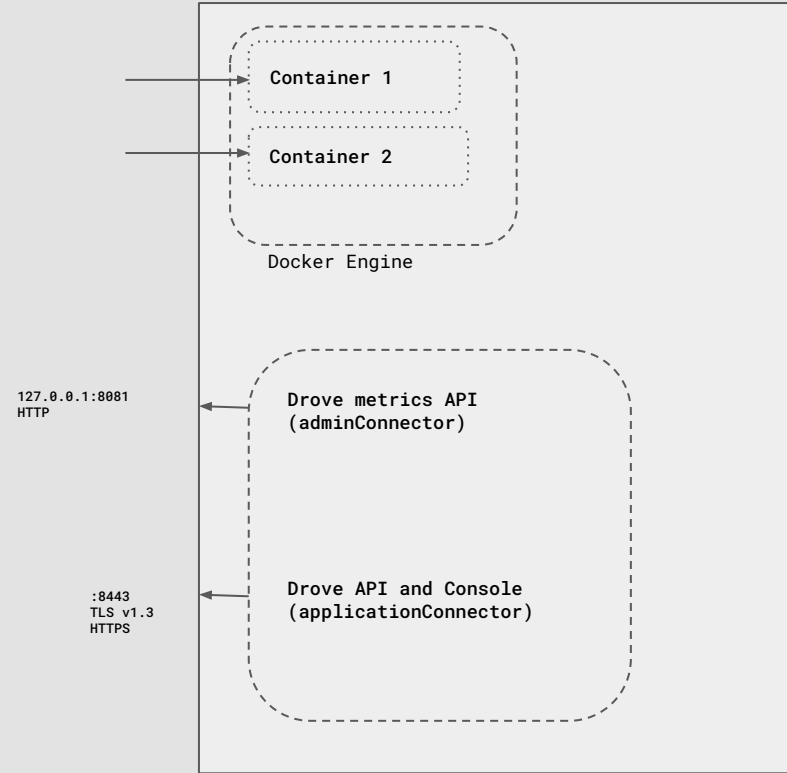 Container 1
Container 2
Docker Engine
127.0.0.1:8081
HTTP
Drove metrics API
(adminConnector)
:8443
TLS v1.3
HTTPS
Drove API and Console
(applicationConnector)